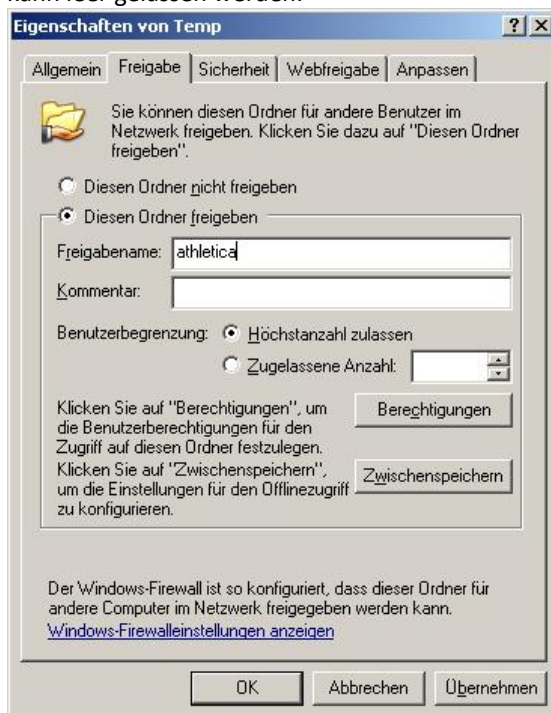 kann leer gelassen werden.
Eigenschaften von Temp
Allgemein Freigabe Sicherheit Webfreigabe Anpassen
Sie können diesen Ordner für andere Benutzer im
Netzwerk freigeben. Klicken Sie dazu auf "Diesen Ordner
freigeben".
Diesen Ordner nicht freigeben
Diesen Ordner freigeben
Freigabename: athletica
Kommentar:
Benutzerbegrenzung: Höchstanzahl zulassen
Zugelassene Anzahl:
Klicken Sie auf "Berechtigungen", um
die Benutzerberechtigungen für den
Zugriff auf diesen Ordner festzulegen.
Berechtigungen
Klicken Sie auf "Zwischenspeichern",
um die Einstellungen für den Offlinezugriff
zu konfigurieren.
Zwischenspeichern
Der Windows-Firewall ist so konfiguriert, dass dieser Ordner für
andere Computer im Netzwerk freigegeben werden kann.
Windows-Firewalleinstellungen anzeigen
OK Abbrechen Übernehmen